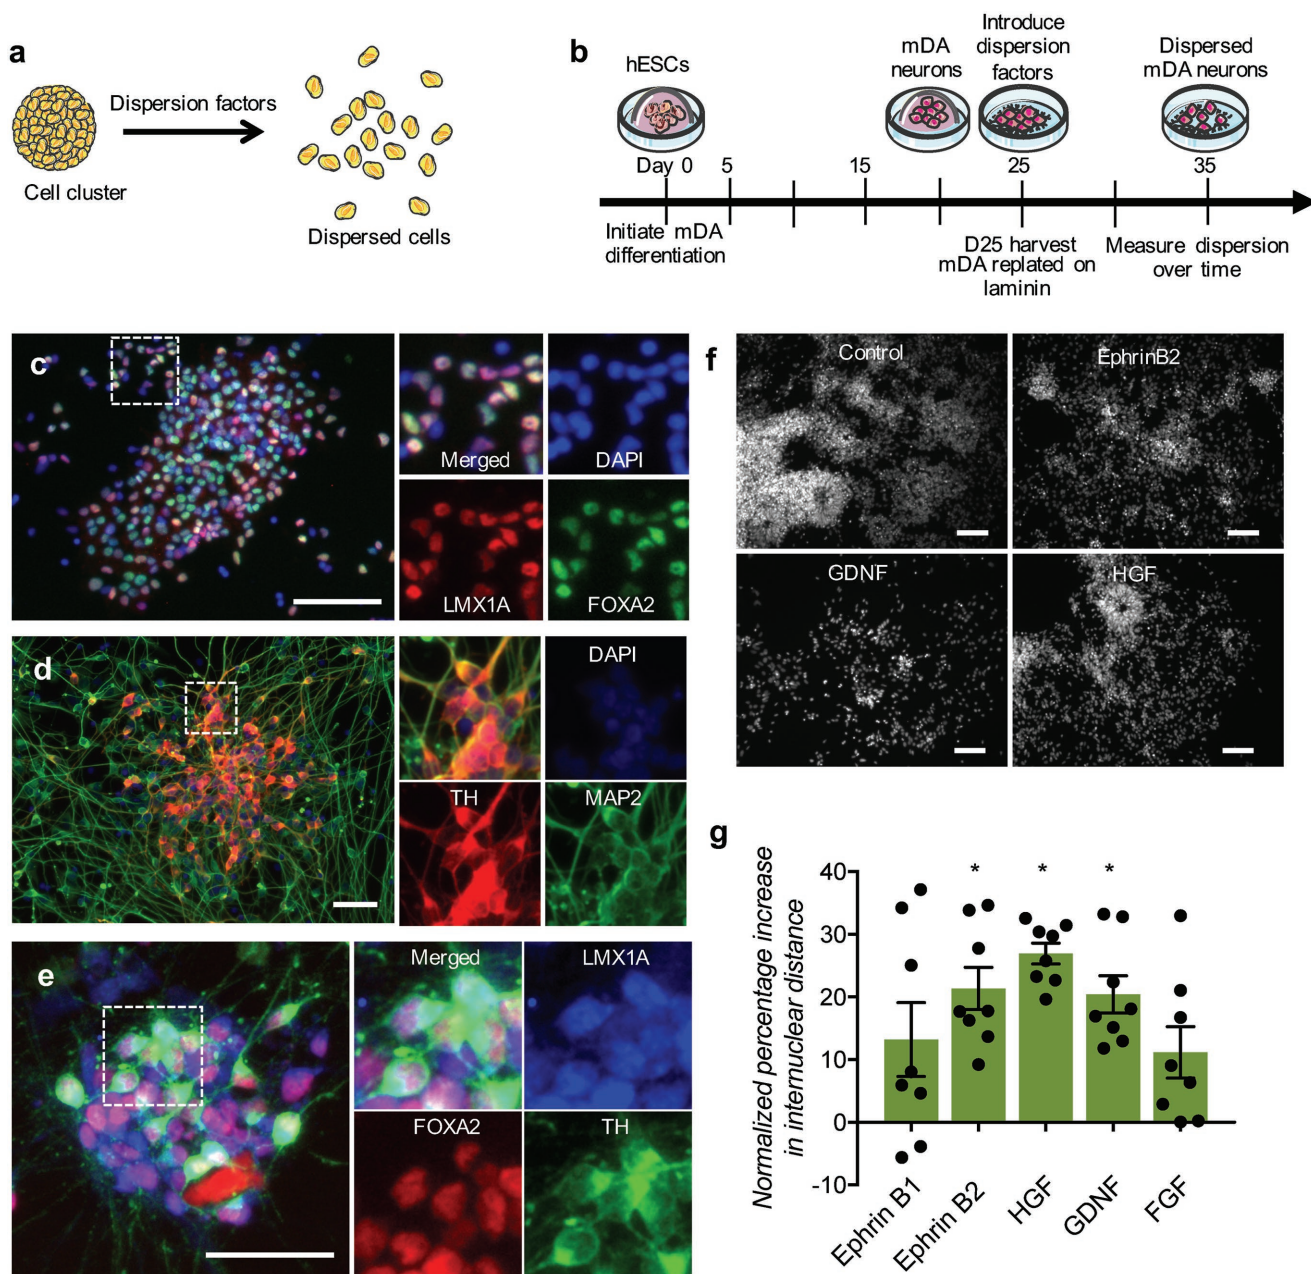 a
Dispersion factors
Cell cluster
Dispersed cells
b
hESCs
mDA
neurons
Introduce
dispersion
factors
Dispersed
mDA neurons
Day 0
5
15
25
35
Initiate mDA
differentiation
D25 harvest
mDA replated on
laminin
Measure dispersion
over time
c
Merged
DAPI
LMX1A
FOXA2
d
DAPI
TH
MAP2
e
Merged
LMX1A
FOXA2
TH
f
Control
EphrinB2
GDNF
HGF
g
Normalized percentage increase
in internuclear distance
40
30
20
10
0
-10
*
*
*
Ephrin B1
Ephrin B2
HGF
GDNF
FGF